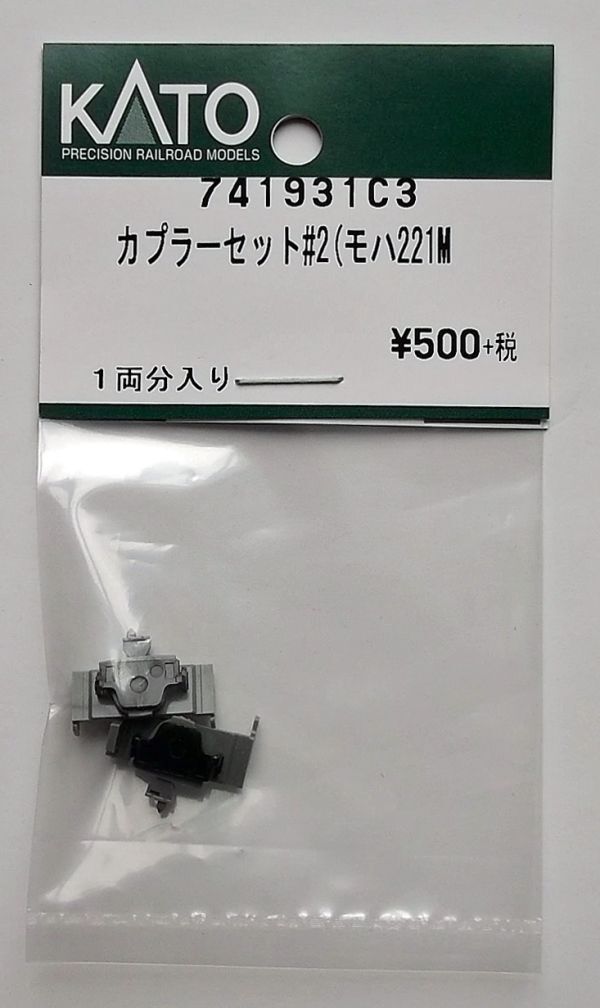 KATO
PRECISION RAILROAD MODELS
741931C3
カプラーセット#2(モハ221M
¥500+税
1両分入り